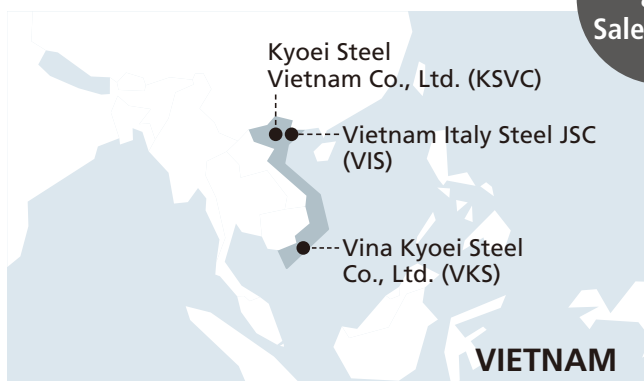 Sale
Kyoei Steel
Vietnam Co., Ltd. (KSVC)
Vietnam Italy Steel JSC
(VIS)
Vina Kyoei Steel
Co., Ltd. (VKS)
VIETNAM